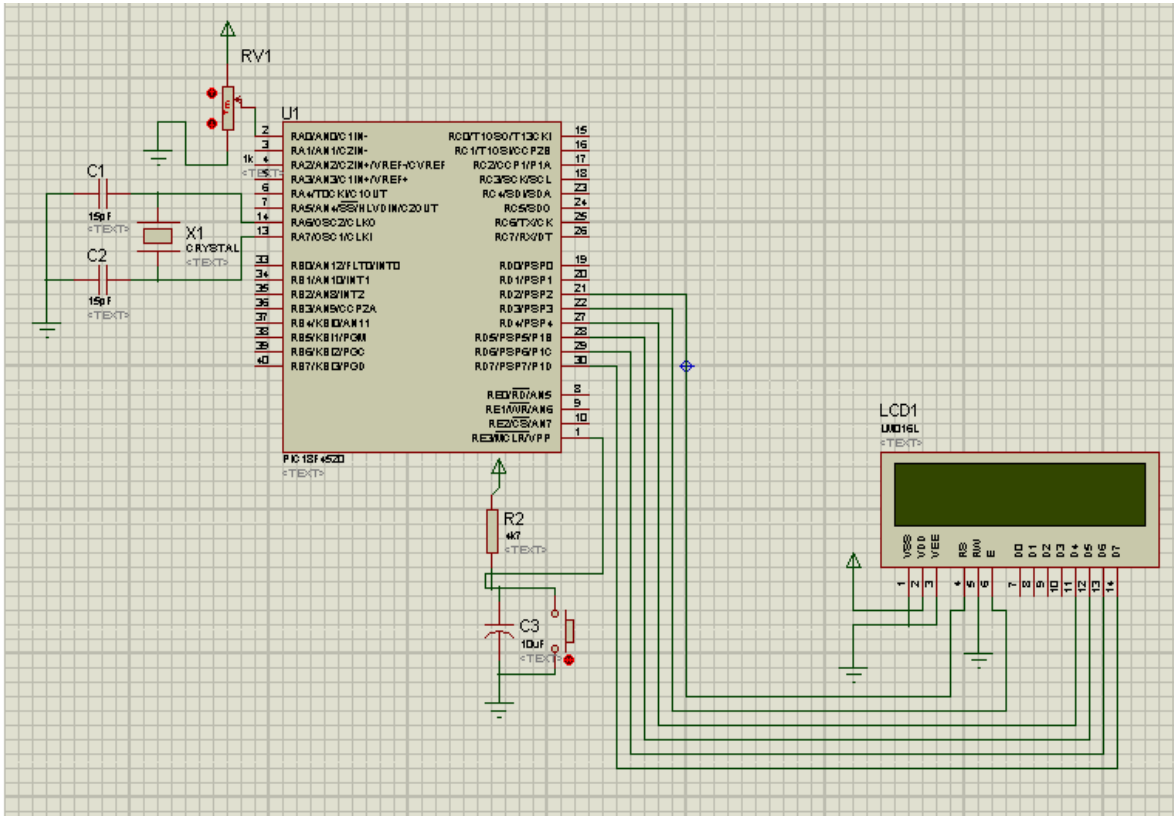 RV1
1k
<TEXT>
U1
2 RA0/AN0/C1IN-
3 RA1/AN1/C2IN-
4 RA2/AN2/C2IN+/VREF-/CVREF
5 RA3/AN3/C1IN+/VREF+
6 RA4/T0CKI/C1OUT
7 RA5/AN4/SS/HLVDIN/C2OUT
14 RA6/OSC2/CLKO
13 RA7/OSC1/CLKI
33 RB0/AN12/FLT0/INT0
34 RB1/AN10/INT1
35 RB2/AN8/INT2
36 RB3/AN9/CCP2A
37 RB4/KBI0/AN11
38 RB5/KBI1/PGM
39 RB6/KBI2/PGC
40 RB7/KBI3/PGD
RC0/T1OSO/T13CKI 15
RC1/T1OSI/CCP2B 16
RC2/CCP1/P1A 17
RC3/SCK/SCL 18
RC4/SDI/SDA 23
RC5/SDO 24
RC6/TX/CK 25
RC7/RX/DT 26
RD0/PSP0 19
RD1/PSP1 20
RD2/PSP2 21
RD3/PSP3 22
RD4/PSP4 27
RD5/PSP5/P1B 28
RD6/PSP6/P1C 29
RD7/PSP7/P1D 30
RE0/RD/AN5 8
RE1/WR/AN6 9
RE2/CS/AN7 10
RE3/MCLR/VPP 1
PIC18F4520
<TEXT>
C1
15pF
<TEXT>
X1
CRYSTAL
<TEXT>
C2
15pF
<TEXT>
R2
4k7
<TEXT>
C3
10uF
<TEXT>
LCD1
LM016L
<TEXT>
VSS VDD VEE RS RW E D0 D1 D2 D3 D4 D5 D6 D7
1 2 3 4 5 6 7 8 9 10 11 12 13 14